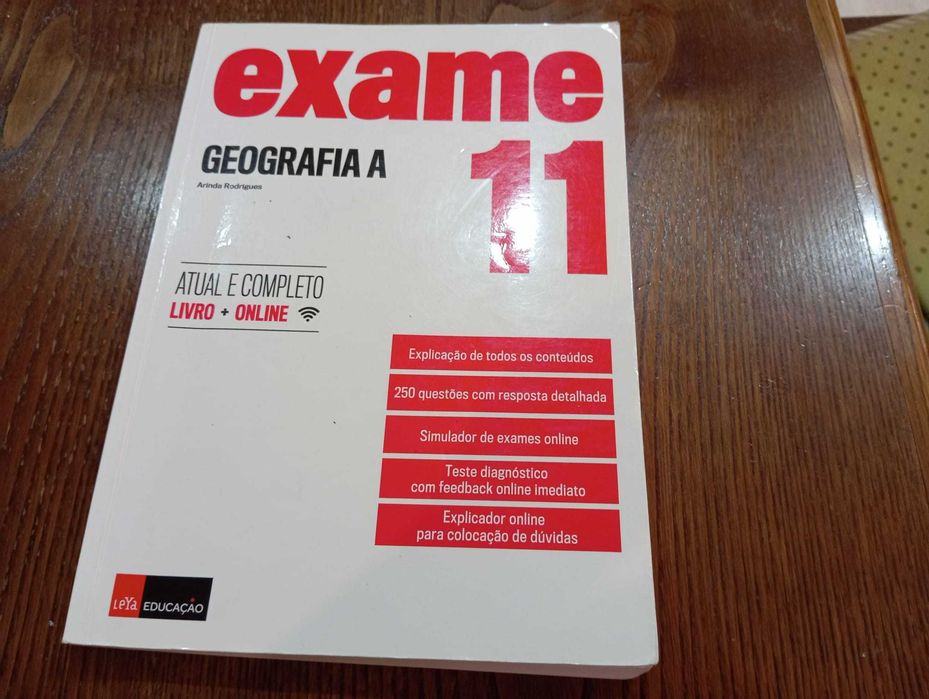 exame
11
GEOGRAFIA A
Arinda Rodrigues
ATUAL E COMPLETO
LIVRO + ONLINE
Explicação de todos os conteúdos
250 questões com resposta detalhada
Simulador de exames online
Teste diagnóstico
com feedback online imediato
Explicador online
para colocação de dúvidas
LeYa EDUCAÇÃO